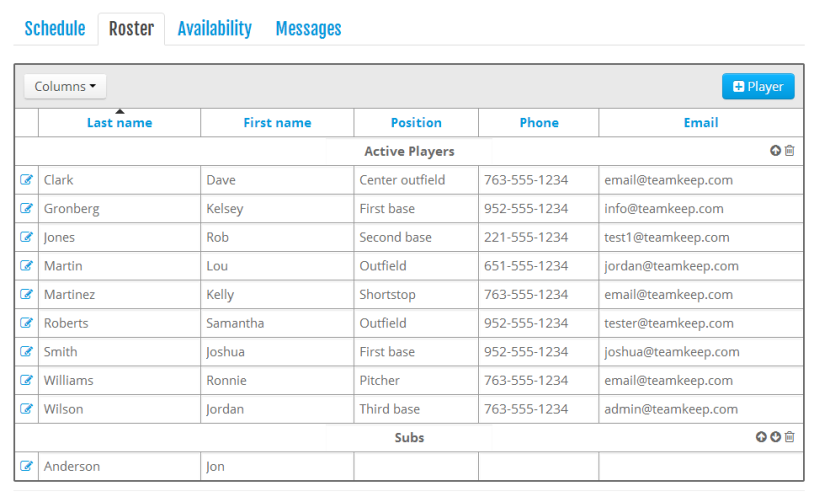 Schedule Roster Availability Messages
Columns Player
Last name First name Position Phone Email
Active Players
Clark Dave Center outfield 763-555-1234 email@teamkeep.com
Gronberg Kelsey First base 952-555-1234 info@teamkeep.com
Jones Rob Second base 221-555-1234 test1@teamkeep.com
Martin Lou Outfield 651-555-1234 jordan@teamkeep.com
Martinez Kelly Shortstop 763-555-1234 email@teamkeep.com
Roberts Samantha Outfield 952-555-1234 tester@teamkeep.com
Smith Joshua First base 952-555-1234 joshua@teamkeep.com
Williams Ronnie Pitcher 763-555-1234 email@teamkeep.com
Wilson Jordan Third base 763-555-1234 admin@teamkeep.com
Subs
Anderson Jon